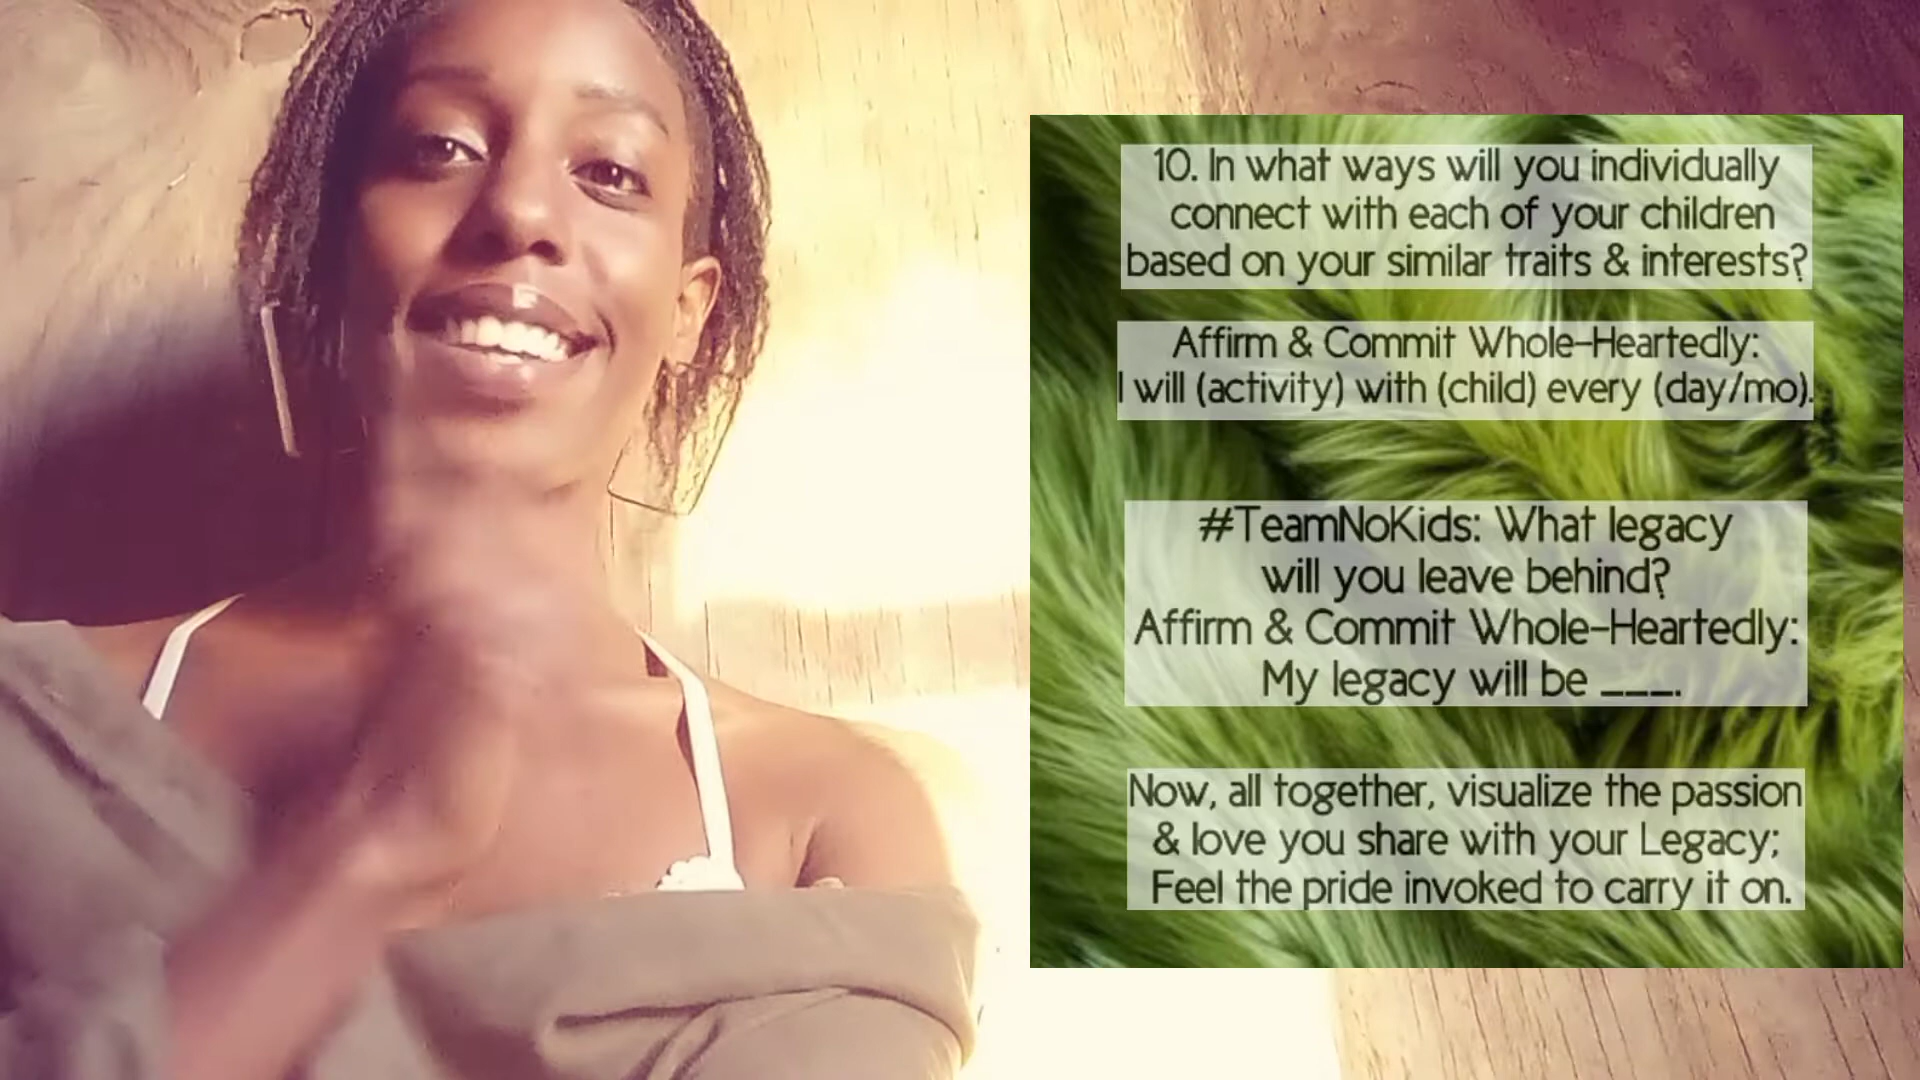 10. In what ways will you individually
connect with each of your children
based on your similar traits & interests?
Affirm & Commit Whole-Heartedly:
I will (activity) with (child) every (day/mo).
#TeamNoKids: What legacy
will you leave behind?
Affirm & Commit Whole-Heartedly:
My legacy will be ___.
Now, all together, visualize the passion
& love you share with your Legacy;
Feel the pride invoked to carry it on.